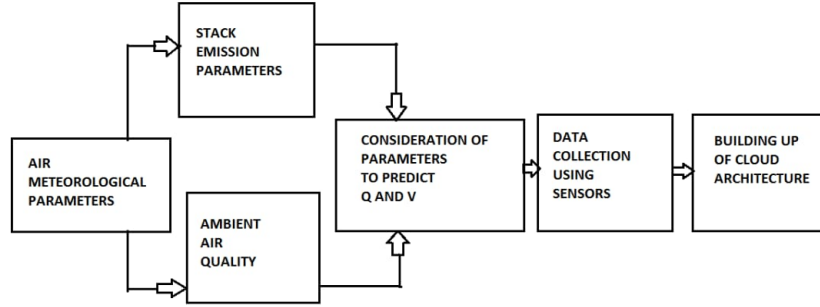 STACK
EMISSION
PARAMETERS
AIR
METEOROLOGICAL
PARAMETERS
AMBIENT
AIR
QUALITY
CONSIDERATION OF
PARAMETERS
TO PREDICT
Q AND V
DATA
COLLECTION
USING
SENSORS
BUILDING UP
OF CLOUD
ARCHITECTURE